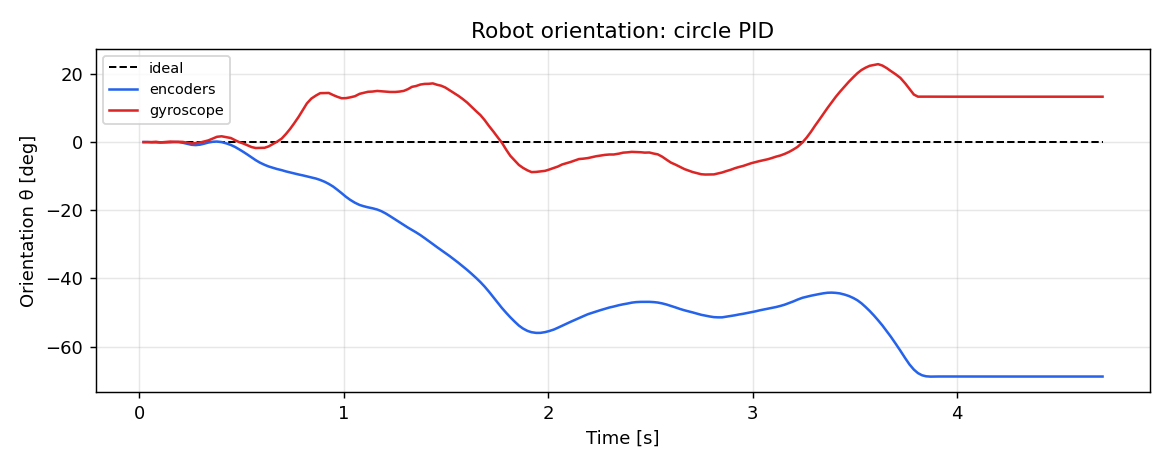 Robot orientation: circle PID
ideal
encoders
gyroscope
Orientation θ [deg]
20
0
−20
−40
−60
0 1 2 3 4
Time [s]